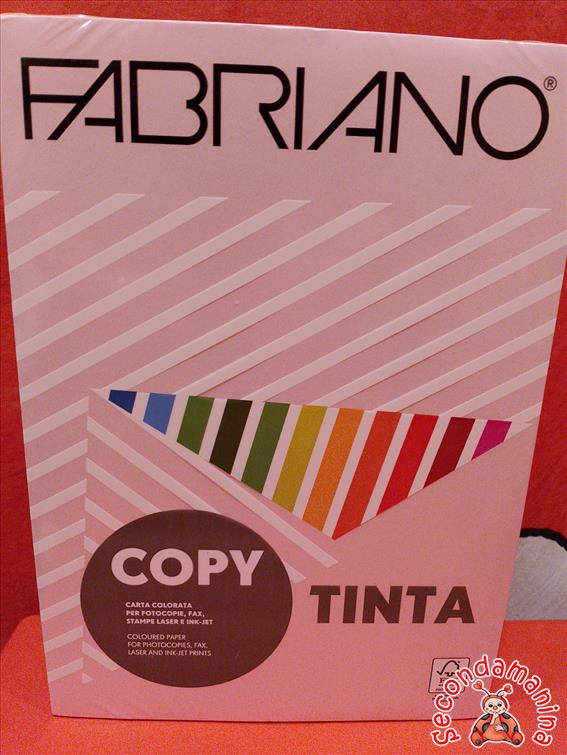 FABRIANO®
COPY
CARTA COLORATA
PER FOTOCOPIE, FAX,
STAMPE LASER E INK-JET
COLOURED PAPER
FOR PHOTOCOPIES, FAX,
LASER AND INK-JET PRINTS
TINTA
secondamanina